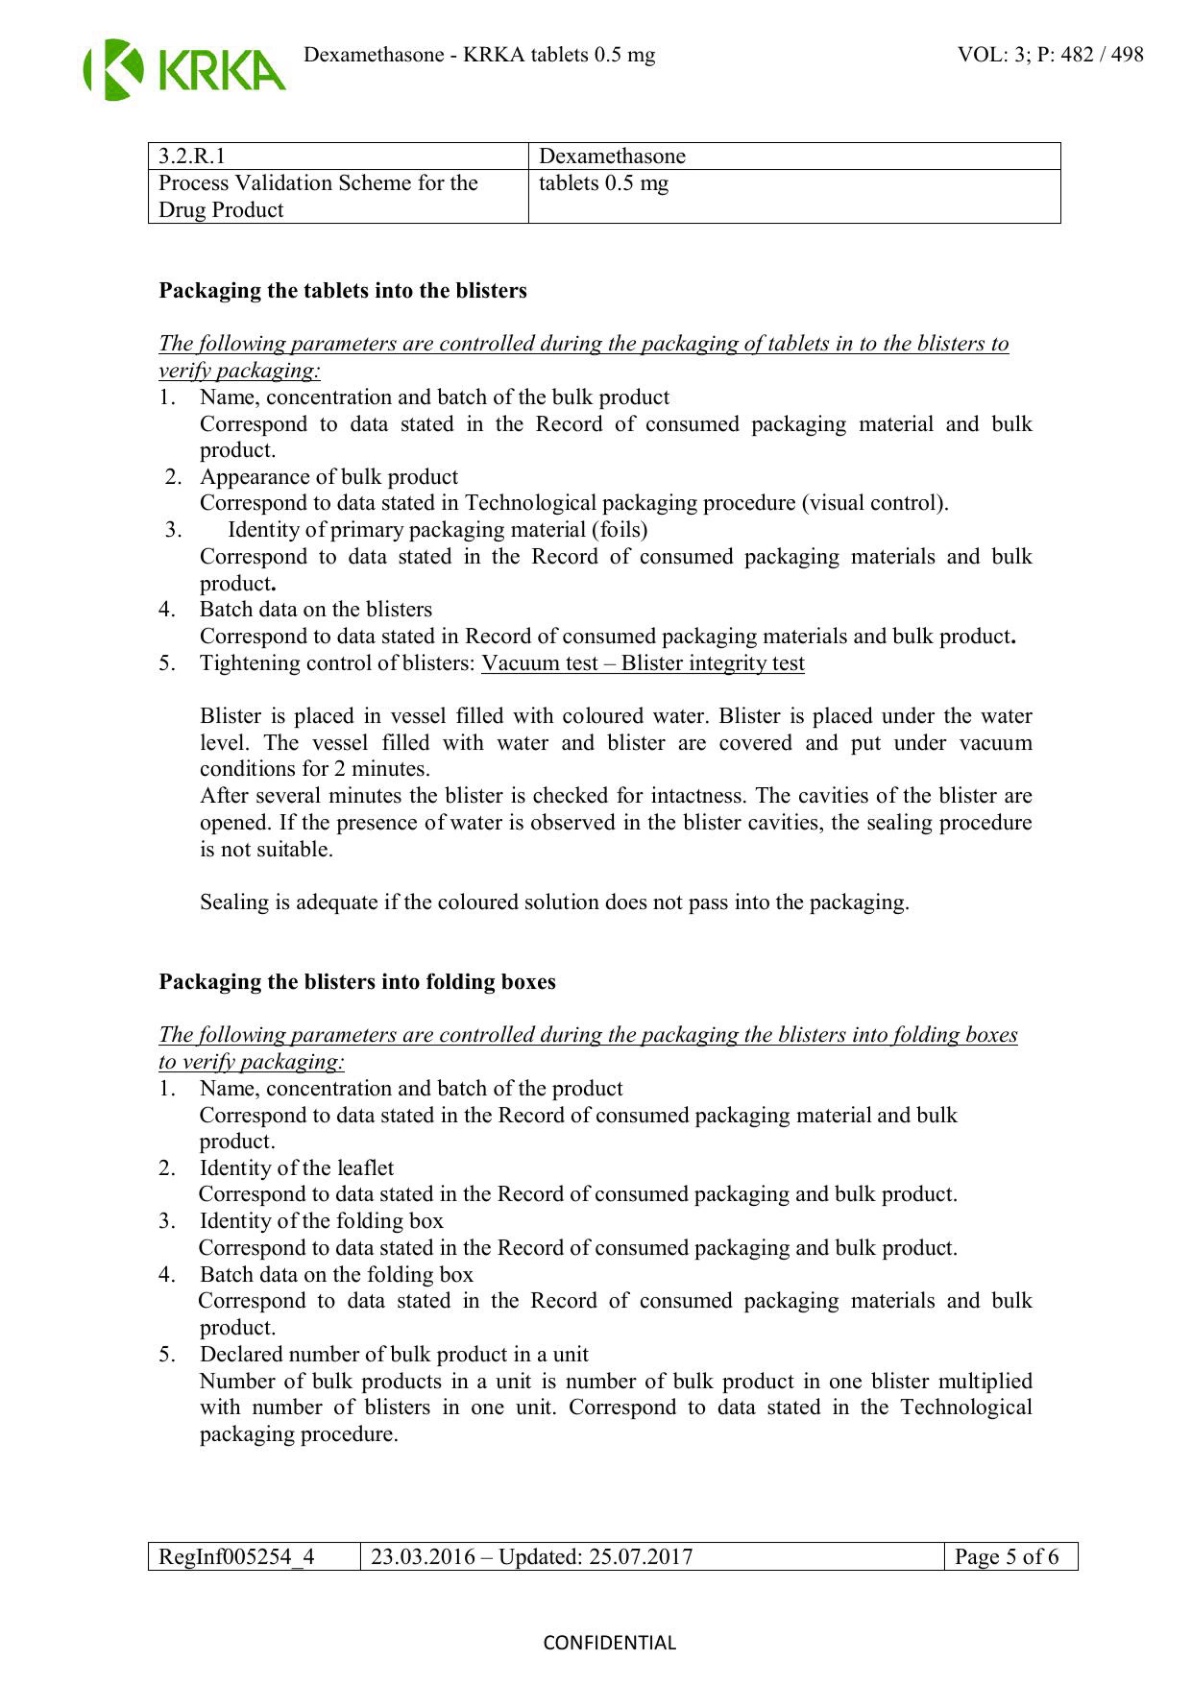 KRKA
Dexamethasone - KRKA tablets 0.5 mg
VOL: 3; P: 482 / 498
3.2.R.1
Dexamethasone
Process Validation Scheme for the
tablets 0.5 mg
Drug Product
Packaging the tablets into the blisters
The following parameters are controlled during the packaging of tablets in to the blisters to
verify packaging:
1. Name, concentration and batch of the bulk product
Correspond to data stated in the Record of consumed packaging material and bulk
product.
2. Appearance of bulk product
Correspond to data stated in Technological packaging procedure (visual control).
3. Identity of primary packaging material (foils)
Correspond to data stated in the Record of consumed packaging materials and bulk
product.
4. Batch data on the blisters
Correspond to data stated in Record of consumed packaging materials and bulk product.
5. Tightening control of blisters: Vacuum test – Blister integrity test
Blister is placed in vessel filled with coloured water. Blister is placed under the water
level. The vessel filled with water and blister are covered and put under vacuum
conditions for 2 minutes.
After several minutes the blister is checked for intactness. The cavities of the blister are
opened. If the presence of water is observed in the blister cavities, the sealing procedure
is not suitable.
Sealing is adequate if the coloured solution does not pass into the packaging.
Packaging the blisters into folding boxes
The following parameters are controlled during the packaging the blisters into folding boxes
to verify packaging:
1. Name, concentration and batch of the product
Correspond to data stated in the Record of consumed packaging material and bulk
product.
2. Identity of the leaflet
Correspond to data stated in the Record of consumed packaging and bulk product.
3. Identity of the folding box
Correspond to data stated in the Record of consumed packaging and bulk product.
4. Batch data on the folding box
Correspond to data stated in the Record of consumed packaging materials and bulk
product.
5. Declared number of bulk product in a unit
Number of bulk products in a unit is number of bulk product in one blister multiplied
with number of blisters in one unit. Correspond to data stated in the Technological
packaging procedure.
RegInf005254_4
23.03.2016 – Updated: 25.07.2017
Page 5 of 6
CONFIDENTIAL